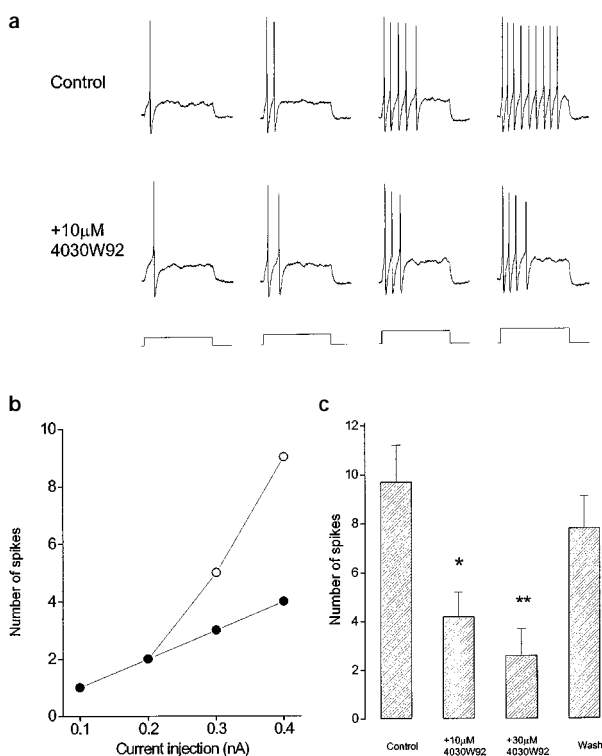 a
Control
+10μM
4030W92
b
Number of spikes
10
8
6
4
2
0
0.1 0.2 0.3 0.4
Current injection (nA)
c
Number of spikes
12
10
8
6
4
2
0
*
**
Control
+10μM
4030W92
+30μM
4030W92
Wash